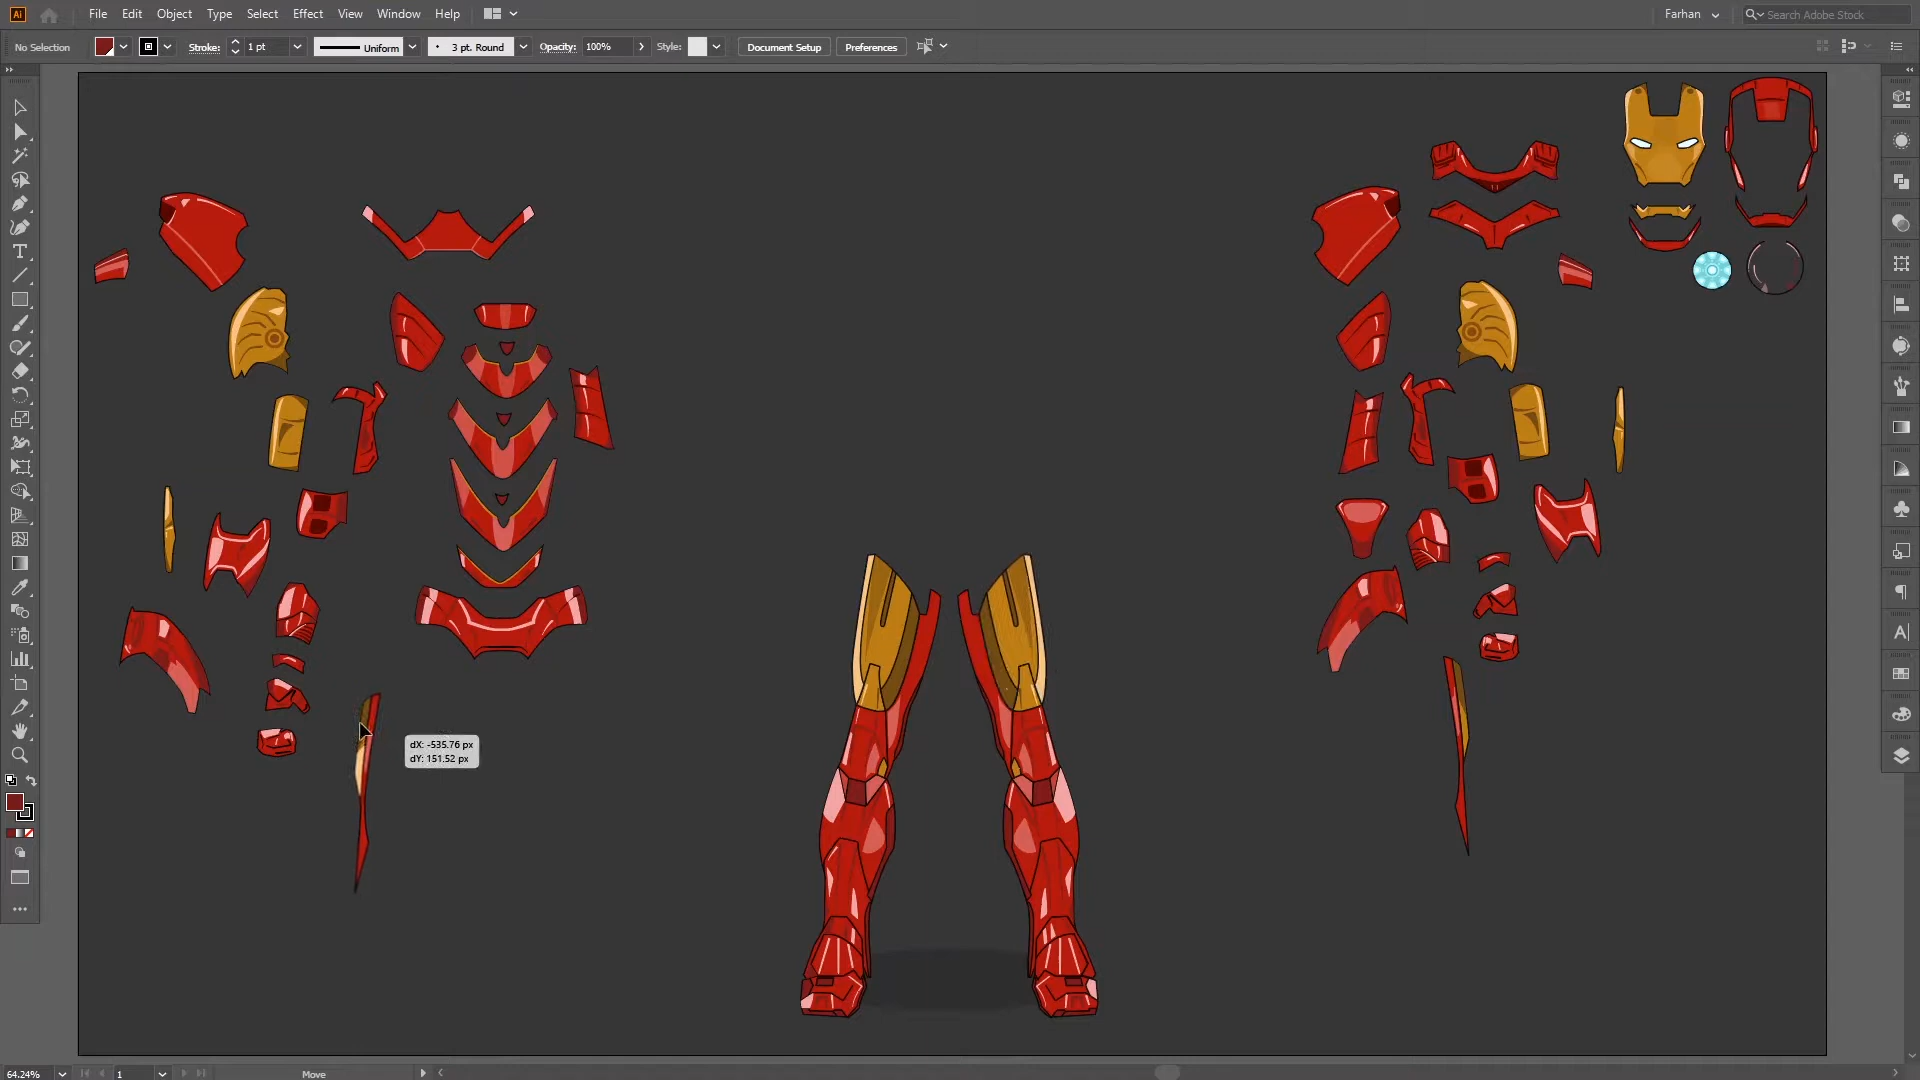 Ai File Edit Object Type Select Effect View Window Help Farhan Search Adobe Stock
No Selection Stroke: 1 pt Uniform 3 pt. Round Opacity: 100% Style: Document Setup Preferences
dX: -535.76 px
dY: 151.52 px
64.24% 1 Move